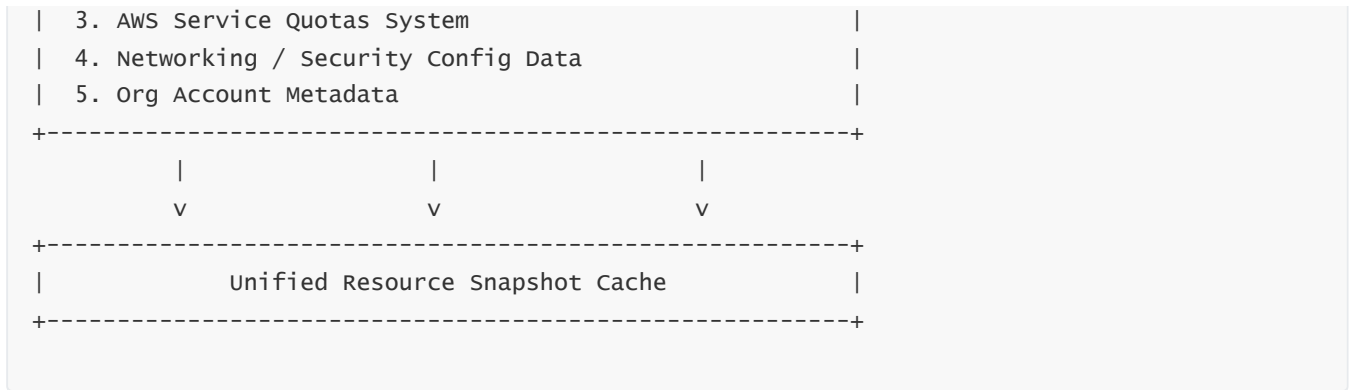 |  3. AWS Service Quotas System                           |
|  4. Networking / Security Config Data                   |
|  5. Org Account Metadata                                |
+---------------------------------------------------------+
          |                 |                  |
          v                 v                  v
+---------------------------------------------------------+
|             Unified Resource Snapshot Cache             |
+---------------------------------------------------------+